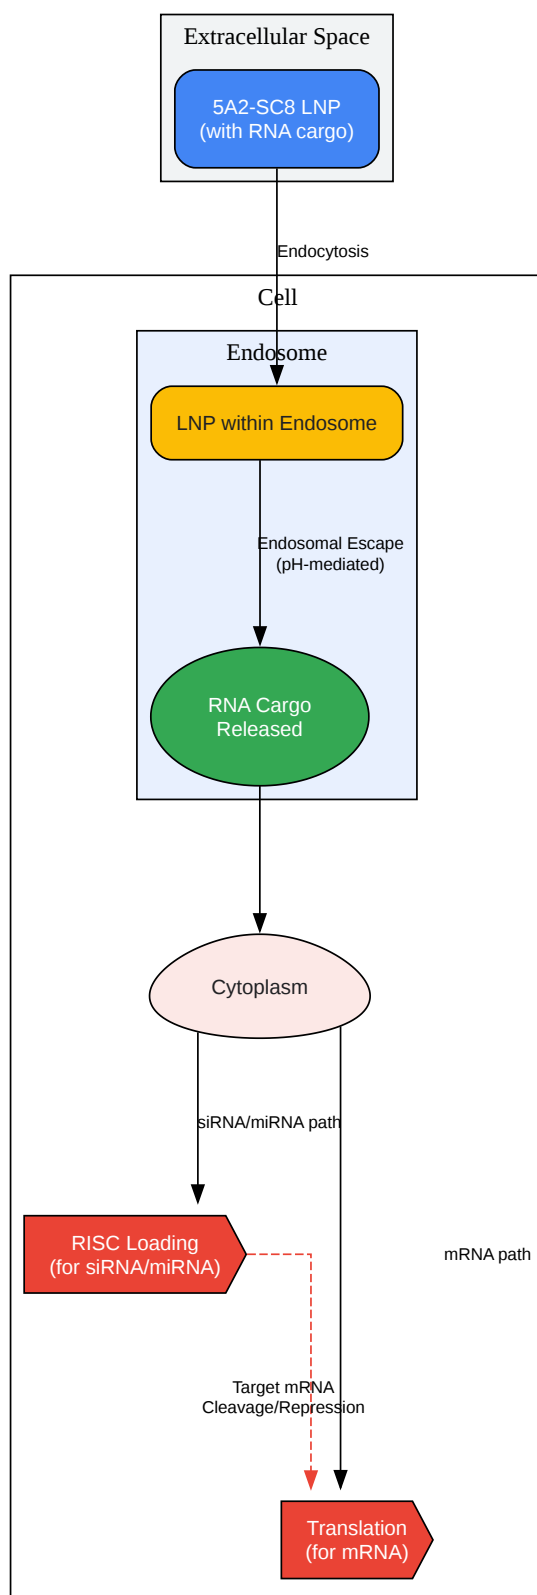 Extracellular Space
5A2-SC8 LNP
(with RNA cargo)
Endocytosis
Cell
Endosome
LNP within Endosome
Endosomal Escape
(pH-mediated)
RNA Cargo
Released
Cytoplasm
siRNA/miRNA path
RISC Loading
(for siRNA/miRNA)
mRNA path
Target mRNA
Cleavage/Repression
Translation
(for mRNA)